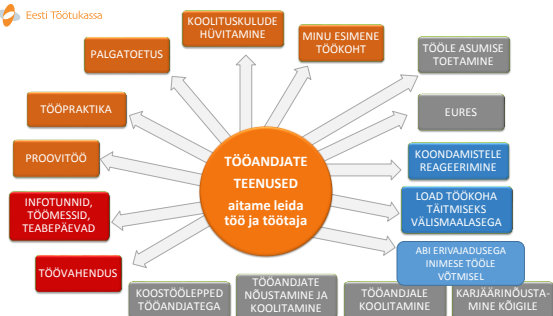 Eesti Töötukassa
KOOLITUSKULUDE
HÜVITAMINE
MINU ESIMENE
TÖÖKOHT
PALGATOETUS
TÖÖLE ASUMISE
TOETAMINE
TÖÖPRAKTIKA
EURES
PROOVITÖÖ
TÖÖANDJATE
TEENUSED
aitame leida
töö ja töötaja
KOONDAMISTELE
REAGEERIMINE
INFOTUNNID,
TÖÖMESSID,
TEABEPÄEVAD
LOAD TÖÖKOHA
TÄITMISEKS
VÄLISMAALASEGA
TÖÖVAHENDUS
ABI ERIVAJADUSEGA
INIMESE TÖÖLE
VÕTMISEL
KOOSTÖÖLEPPED
TÖÖANDJATEGA
TÖÖANDJATE
NÕUSTAMINE JA
KOOLITAMINE
TÖÖANDJALE
KOOLITAMINE
KARJÄÄRINÕUSTA-
MINE KÕIGILE